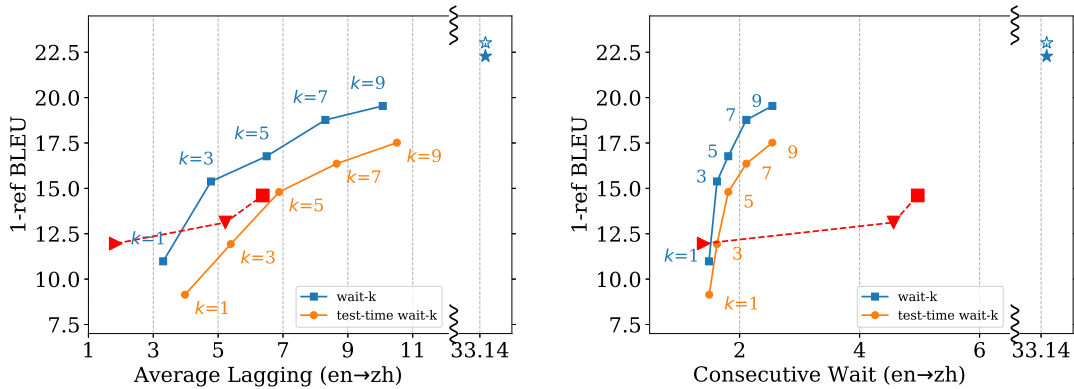 22.5
20.0
17.5
15.0
12.5
10.0
7.5
1-ref BLEU
k=1
k=3
k=5
k=7
k=9
k=1
k=3
k=5
k=7
k=9
wait-k
test-time wait-k
1 3 5 7 9 11 33.14
Average Lagging (en→zh)
22.5
20.0
17.5
15.0
12.5
10.0
7.5
1-ref BLEU
k=1
3
5
7
9
k=1
3
5
7
9
wait-k
test-time wait-k
2 4 6 33.14
Consecutive Wait (en→zh)